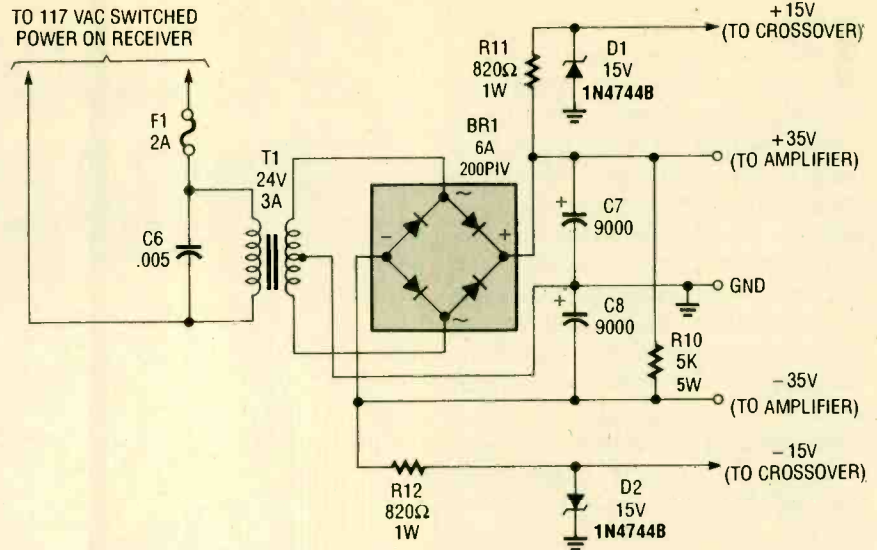 TO 117 VAC SWITCHED
POWER ON RECEIVER
F1
2A
C6
.005
T1
24V
3A
BR1
6A
200PIV
~
-
+
~
R11
820Ω
1W
D1
15V
1N4744B
+15V
(TO CROSSOVER)
+35V
(TO AMPLIFIER)
+
C7
9000
GND
+
C8
9000
R10
5K
5W
-35V
(TO AMPLIFIER)
-15V
(TO CROSSOVER)
R12
820Ω
1W
D2
15V
1N4744B